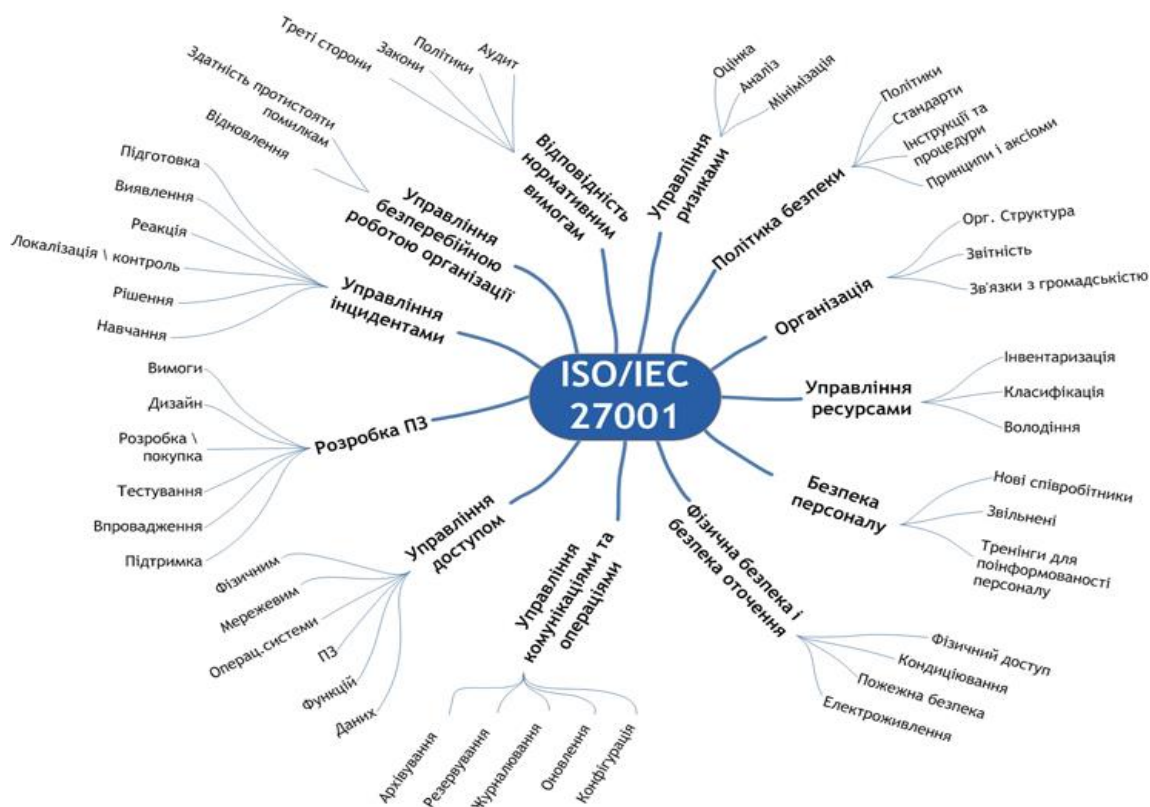 ISO/IEC
27001
Управління
ризиками
Оцінка
Аналіз
Мінімізація
Політика безпеки
Політики
Стандарти
Інструкції та
процедури
Принципи і аксіоми
Організація
Орг. Структура
Звітність
Зв'язки з громадськістю
Управління
ресурсами
Інвентаризація
Класифікація
Володіння
Безпека
персоналу
Нові співробітники
Звільнені
Тренінги для
поінформованості
персоналу
Фізична безпека і
безпека оточення
Фізичний доступ
Кондиціювання
Пожежна безпека
Електроживлення
Управління
комунікаціями та
операціями
Архівування
Резервування
Журналювання
Оновлення
Конфігурація
Управління
доступом
Фізичним
Мережевим
Операц.системи
ПЗ
Функцій
Даних
Розробка ПЗ
Вимоги
Дизайн
Розробка \
покупка
Тестування
Впровадження
Підтримка
Управління
інцидентами
Підготовка
Виявлення
Реакція
Локалізація \ контроль
Рішення
Навчання
Управління
безперебійною
роботою організації
Здатність протистояти
помилкам
Відновлення
Відповідність
нормативним
вимогам
Треті сторони
Закони
Політики
Аудит